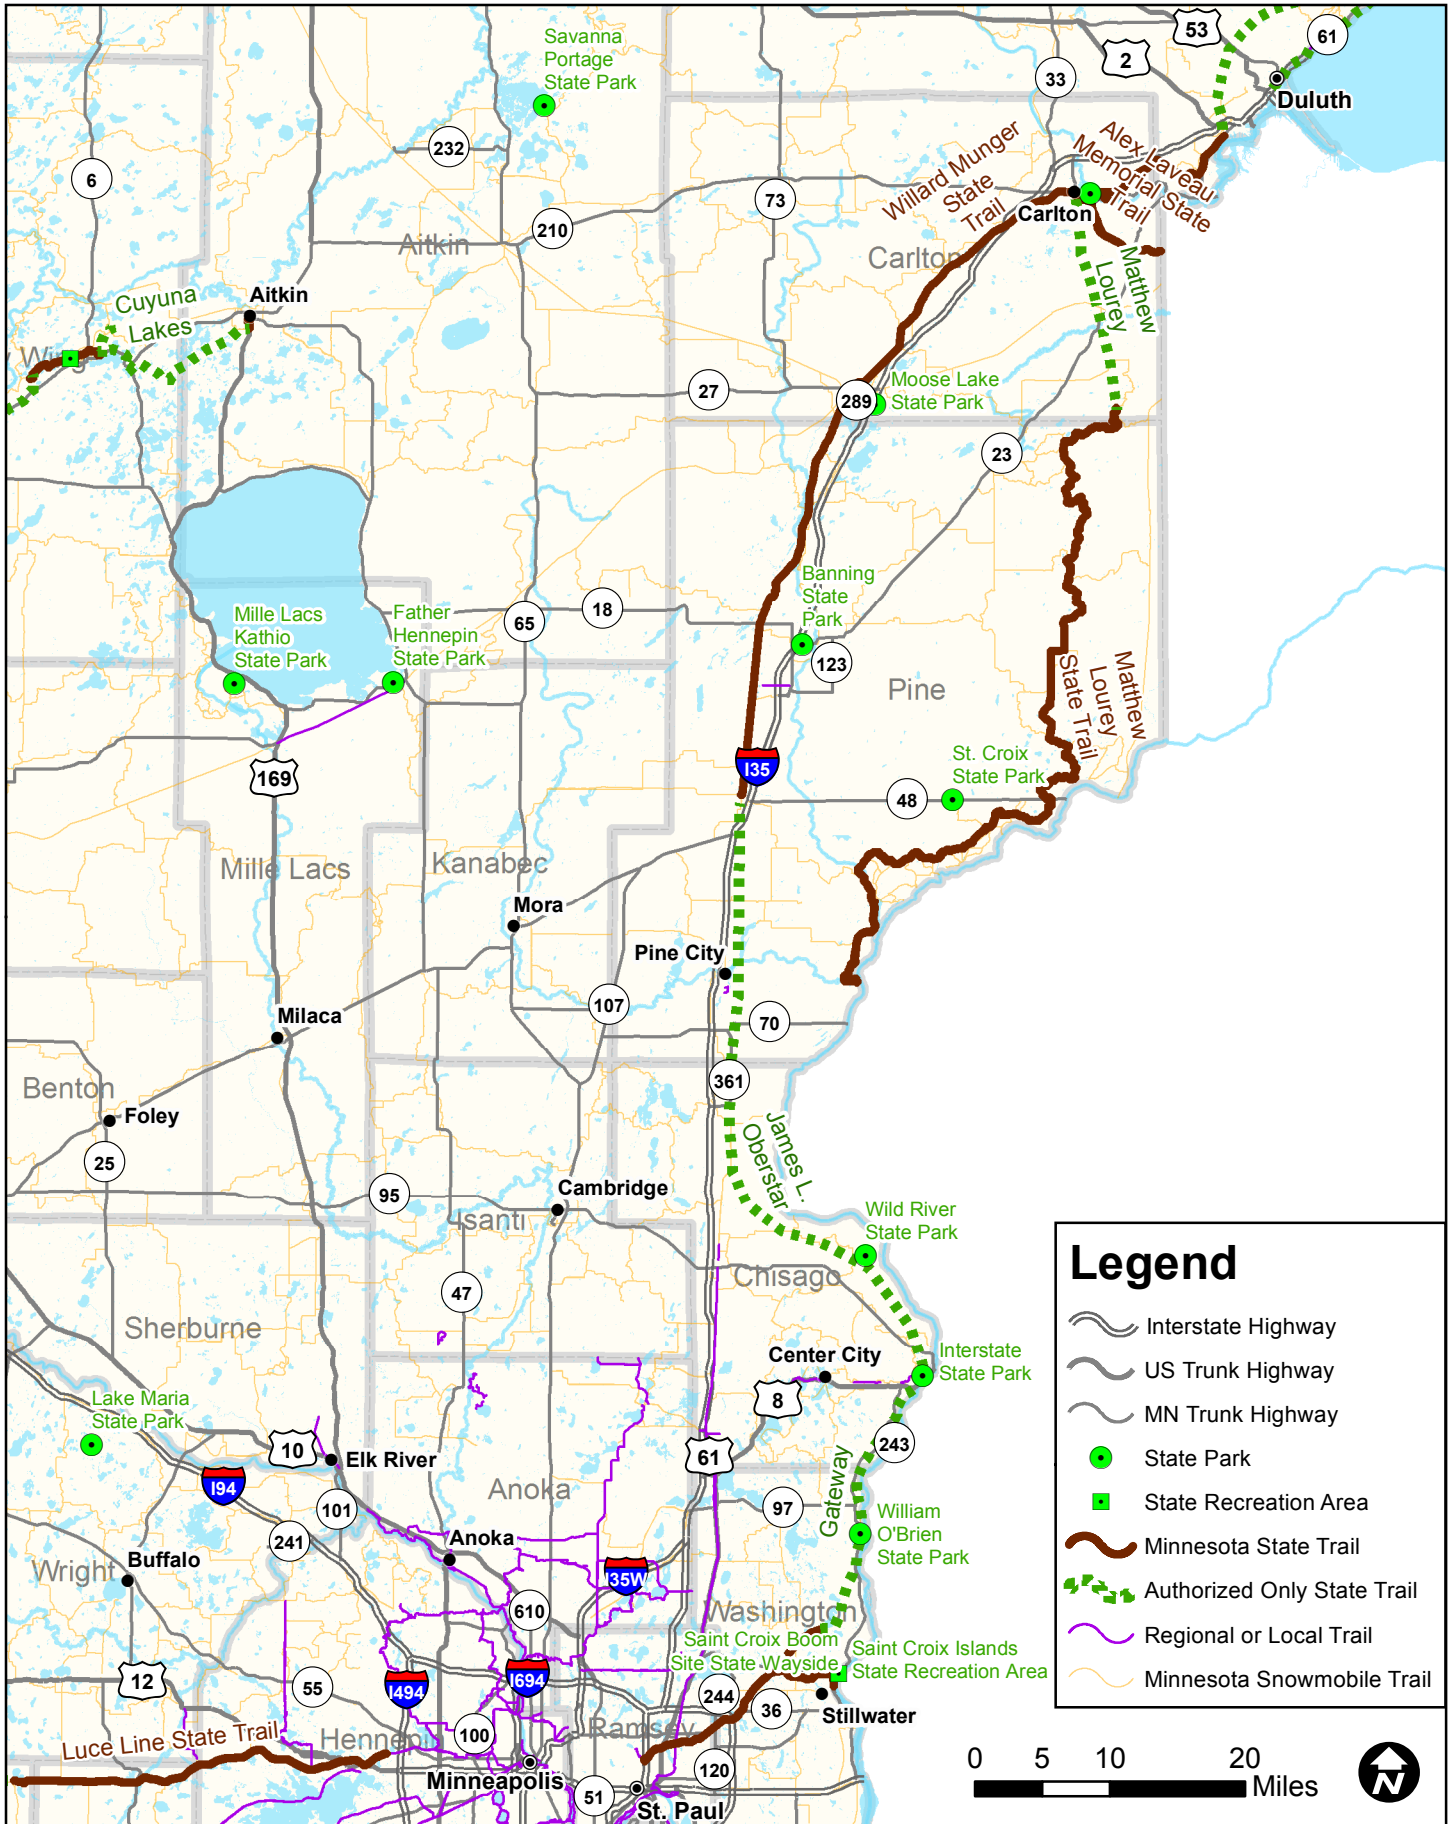 Savanna
Portage
State Park
53
61
2
33
Duluth
232
6
Willard Munger
State
Trail
Alex Laveau
Memorial State
Trail
73
Carlton
210
Aitkin
Carlton
Matthew
Lourey
Cuyuna
Lakes
Aitkin
27
289
Moose Lake
State Park
23
Banning
State
Park
Mille Lacs
Kathio
State Park
Father
Hennepin
State Park
65
18
123
Pine
Matthew
Lourey
State Trail
169
I35
St. Croix
State Park
48
Mille Lacs
Kanabec
Mora
Pine City
107
70
Milaca
Benton
Foley
361
James L.
Oberstar
25
95
Cambridge
Isanti
Wild River
State Park
47
Chisago
Sherburne
Center City
Interstate
State Park
Lake Maria
State Park
8
10
Elk River
61
243
I94
Anoka
Gateway
101
97
William
O'Brien
State Park
241
Anoka
Wright
Buffalo
I35W
610
Washington
Saint Croix Boom
Site State Wayside
Saint Croix Islands
State Recreation Area
12
55
I494
I694
244
36
Stillwater
Luce Line State Trail
Hennepin
100
Ramsey
Minneapolis
51
120
St. Paul
Legend
Interstate Highway
US Trunk Highway
MN Trunk Highway
State Park
State Recreation Area
Minnesota State Trail
Authorized Only State Trail
Regional or Local Trail
Minnesota Snowmobile Trail
0 5 10 20
Miles
N